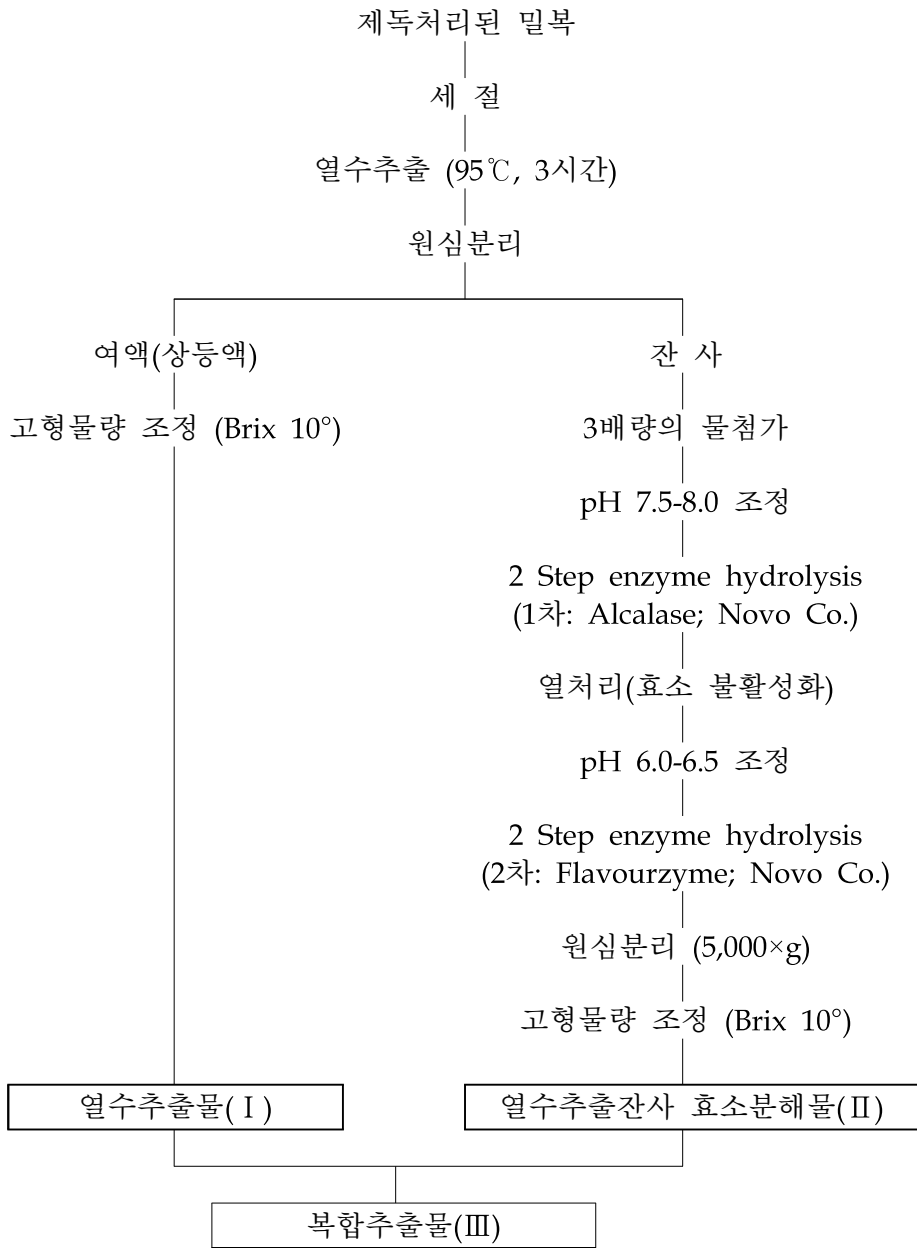 제독처리된 밀복
세 절
열수추출 (95℃, 3시간)
원심분리
여액(상등액)
고형물량 조정 (Brix 10°)
잔 사
3배량의 물첨가
pH 7.5-8.0 조정
2 Step enzyme hydrolysis
(1차: Alcalase; Novo Co.)
열처리(효소 불활성화)
pH 6.0-6.5 조정
2 Step enzyme hydrolysis
(2차: Flavourzyme; Novo Co.)
원심분리 (5,000×g)
고형물량 조정 (Brix 10°)
열수추출물(Ⅰ)
열수추출잔사 효소분해물(Ⅱ)
복합추출물(Ⅲ)